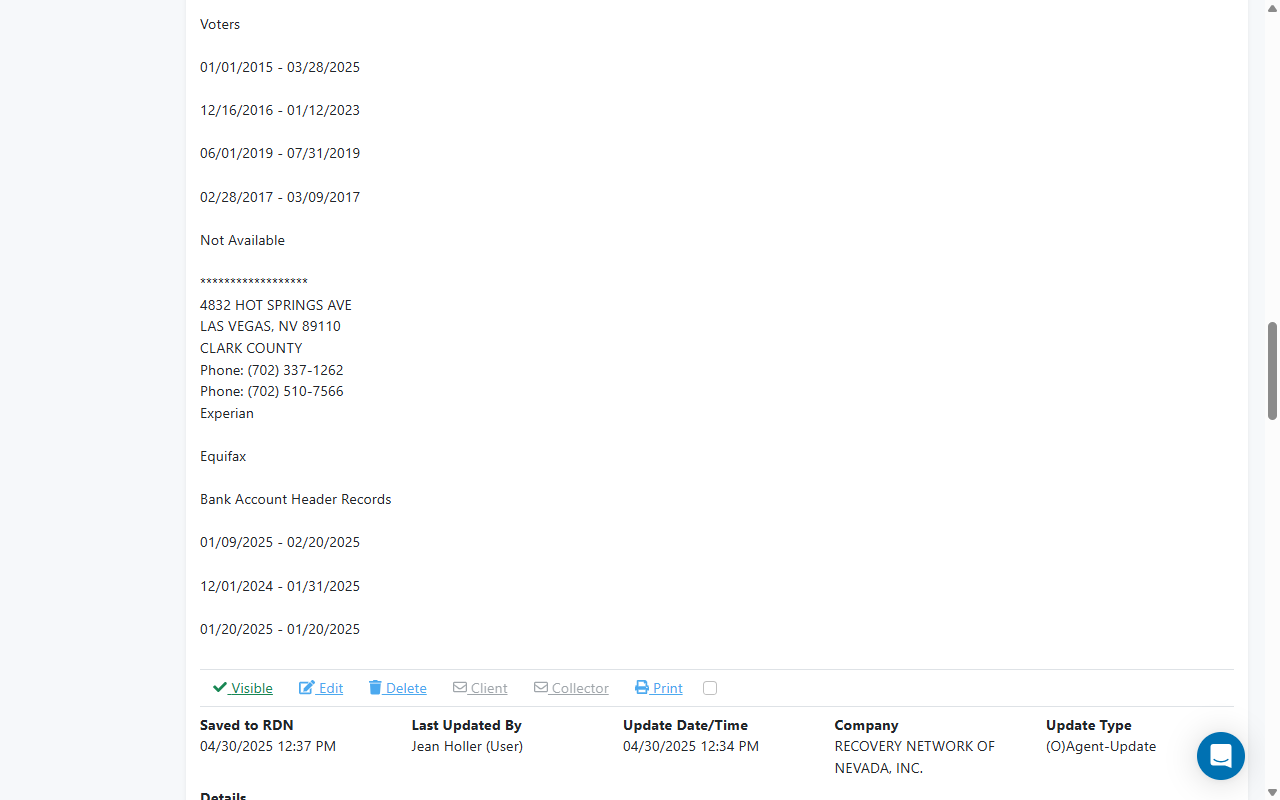 Voters
01/01/2015 - 03/28/2025
12/16/2016 - 01/12/2023
06/01/2019 - 07/31/2019
02/28/2017 - 03/09/2017
Not Available
******************
4832 HOT SPRINGS AVE
LAS VEGAS, NV 89110
CLARK COUNTY
Phone: (702) 337-1262
Phone: (702) 510-7566
Experian
Equifax
Bank Account Header Records
01/09/2025 - 02/20/2025
12/01/2024 - 01/31/2025
01/20/2025 - 01/20/2025
Visible Edit Delete Client Collector Print
Saved to RDN Last Updated By Update Date/Time Company Update Type
04/30/2025 12:37 PM Jean Holler (User) 04/30/2025 12:34 PM RECOVERY NETWORK OF (O)Agent-Update
NEVADA, INC.
Details